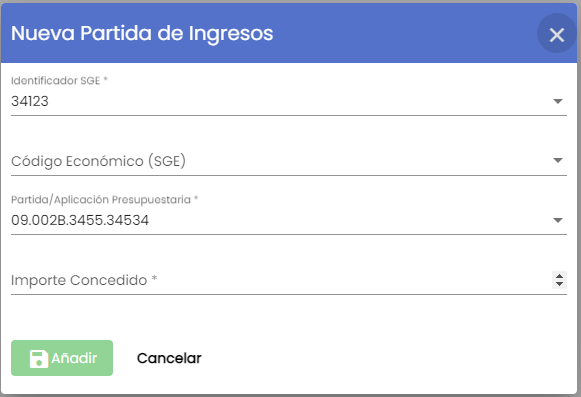 Nueva Partida de Ingresos
Identificador SGE *
34123
Código Económico (SGE)
Partida/Aplicación Presupuestaria *
09.002B.3455.34534
Importe Concedido *
Añadir Cancelar